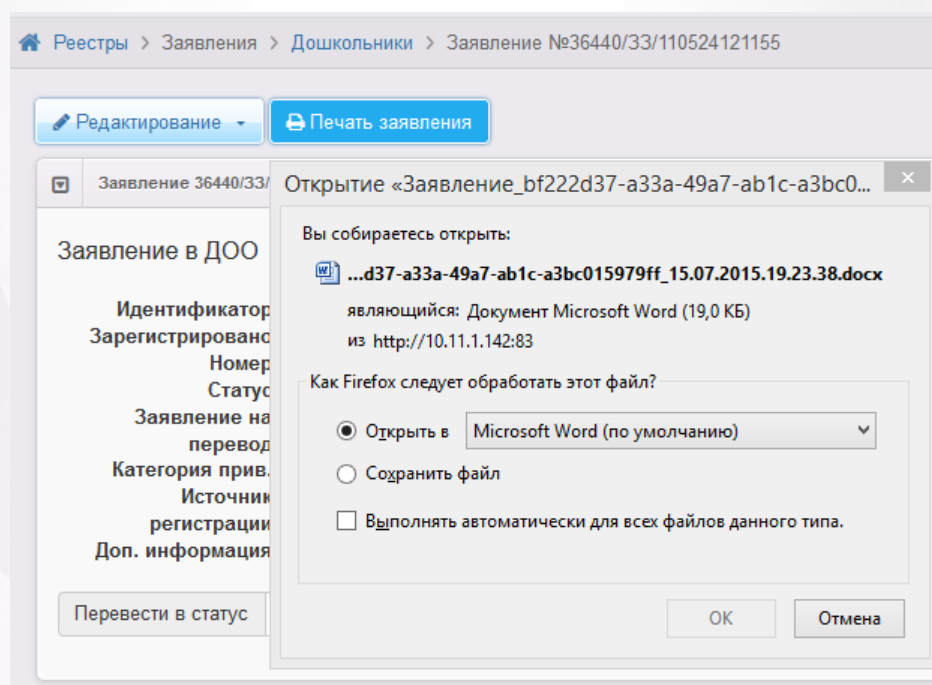 Реестры > Заявления > Дошкольники > Заявление №36440/33/110524121155
Редактирование
Печать заявления
Заявление 36440/33/
Заявление в ДОО
Идентификатор
Зарегистрировано
Номер
Статус
Заявление на
перевод
Категория прив.
Источник
регистрации
Доп. информация
Перевести в статус
Открытие «Заявление_bf222d37-a33a-49a7-ab1c-a3bc0...
Вы собираетесь открыть:
...d37-a33a-49a7-ab1c-a3bc015979ff_15.07.2015.19.23.38.docx
являющийся: Документ Microsoft Word (19,0 КБ)
из http://10.11.1.142:83
Как Firefox следует обработать этот файл?
Открыть в Microsoft Word (по умолчанию)
Сохранить файл
Выполнять автоматически для всех файлов данного типа.
OK Отмена